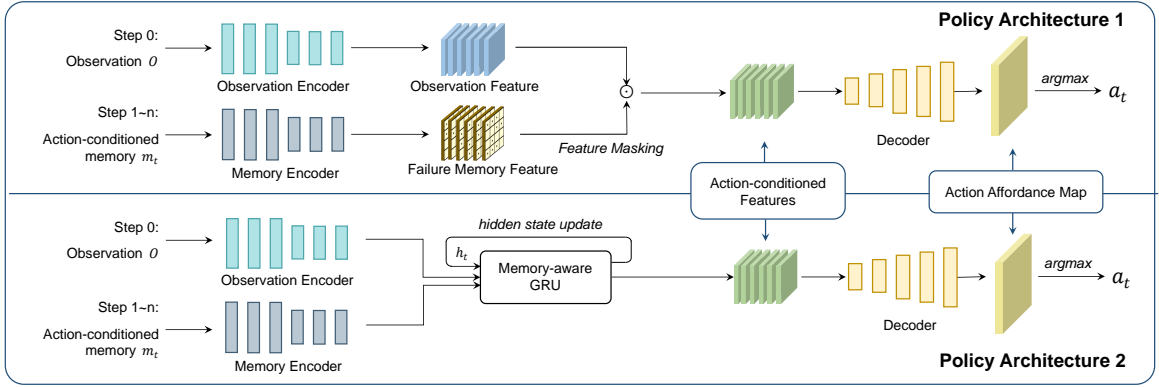 Policy Architecture 1
Step 0:
Observation O
Observation Encoder
Observation Feature
Step 1~n:
Action-conditioned
memory m_t
Memory Encoder
Failure Memory Feature
Feature Masking
Decoder
argmax
a_t
Action-conditioned
Features
Action Affordance Map
Step 0:
Observation O
Observation Encoder
hidden state update
h_t
Memory-aware
GRU
Step 1~n:
Action-conditioned
memory m_t
Memory Encoder
Decoder
argmax
a_t
Policy Architecture 2